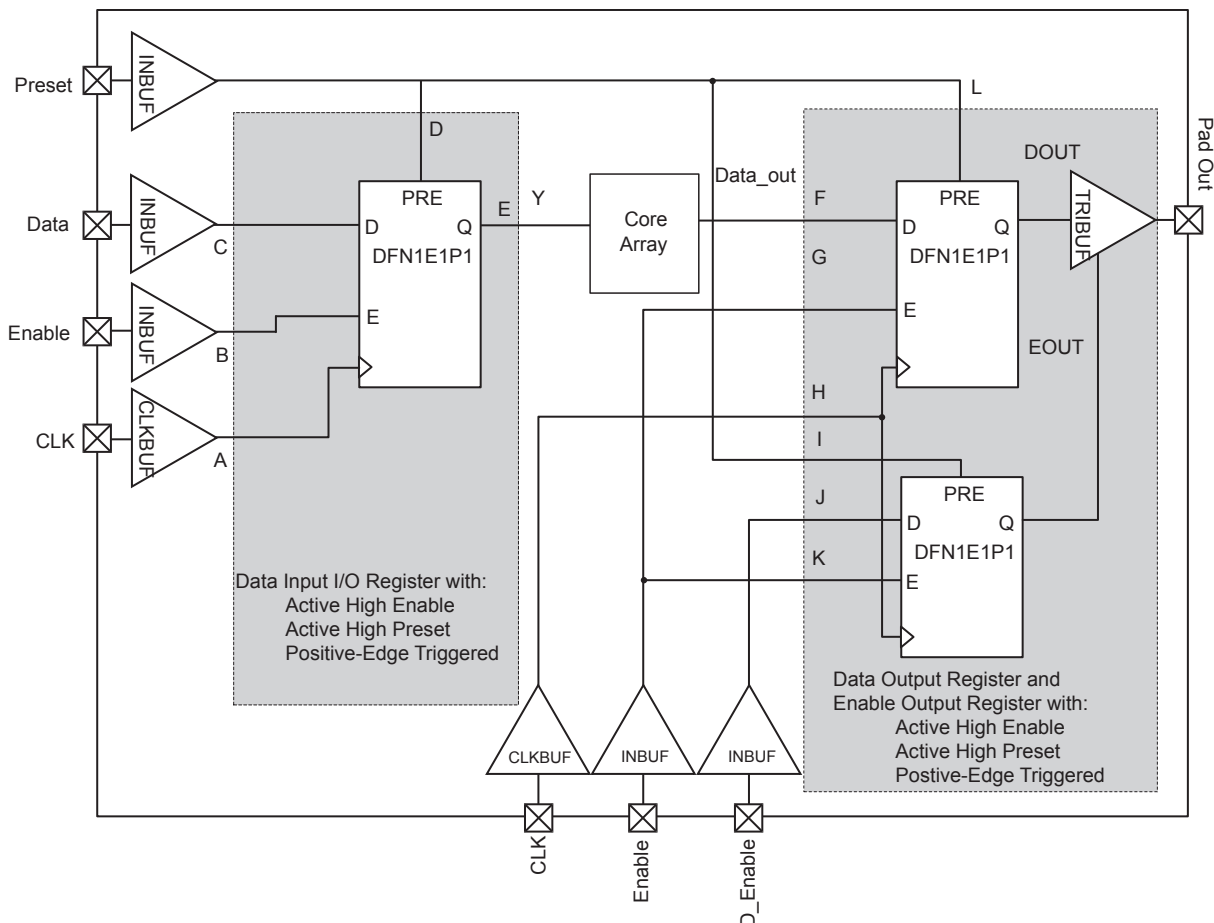 Preset
INBUF
L
D
Pad Out
Data
INBUF
C
PRE
D
Q
DFN1E1P1
E
E
Y
Core
Array
Data_out
F
G
PRE
D
Q
DFN1E1P1
E
DOUT
TRIBUF
EOUT
Enable
INBUF
B
CLK
CLKBUF
A
H
I
J
K
PRE
D
Q
DFN1E1P1
E
Data Input I/O Register with:
Active High Enable
Active High Preset
Positive-Edge Triggered
Data Output Register and
Enable Output Register with:
Active High Enable
Active High Preset
Postive-Edge Triggered
CLKBUF
INBUF
INBUF
CLK
Enable
D_Enable